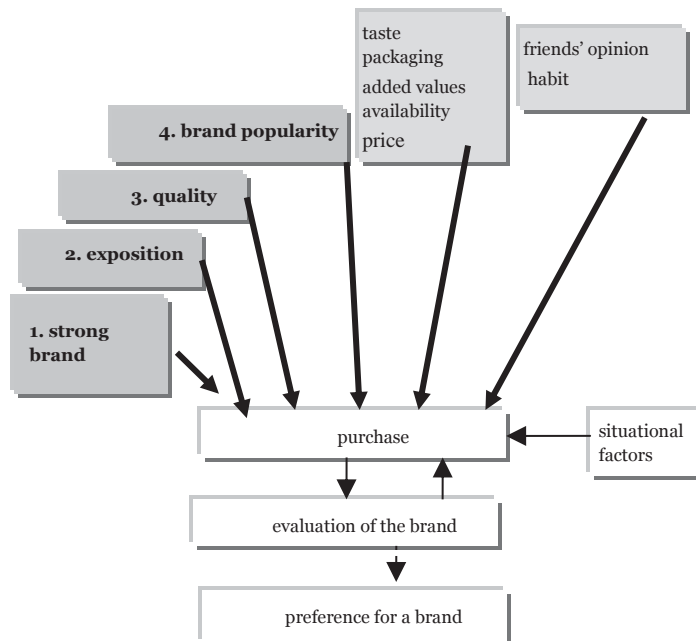 taste
packaging
added values
availability
price
friends' opinion
habit
4. brand popularity
3. quality
2. exposition
1. strong
brand
purchase
situational
factors
evaluation of the brand
preference for a brand